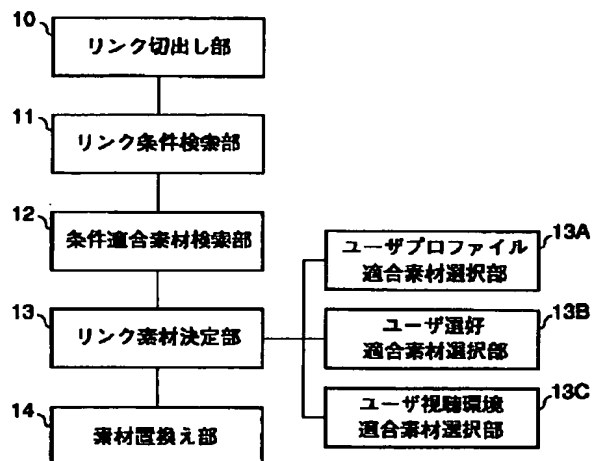 10
リンク切出し部
11
リンク条件検索部
12
条件適合素材検索部
13
リンク素材決定部
14
素材置換え部
13A
ユーザプロファイル
適合素材選択部
13B
ユーザ選好
適合素材選択部
13C
ユーザ視聴環境
適合素材選択部